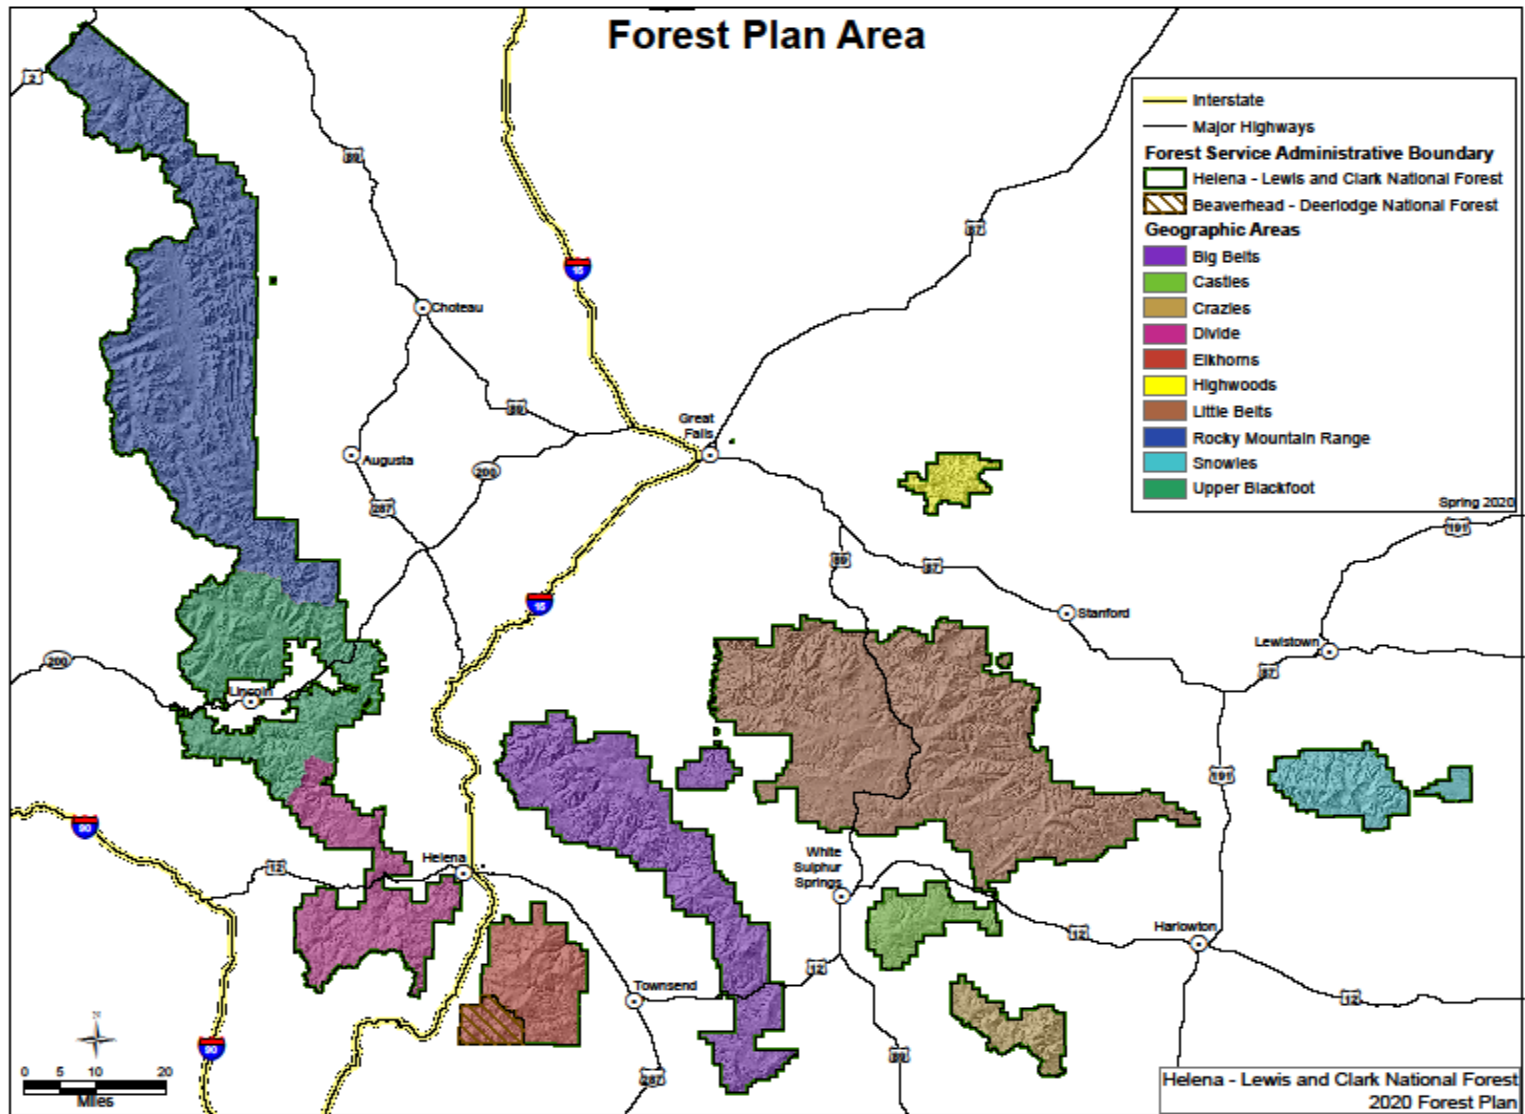 Forest Plan Area
Interstate
Major Highways
Forest Service Administrative Boundary
Helena - Lewis and Clark National Forest
Beaverhead - Deerlodge National Forest
Geographic Areas
Big Belts
Castles
Crazies
Divide
Elkhorns
Highwoods
Little Belts
Rocky Mountain Range
Snowies
Upper Blackfoot
Spring 2020
2
89
87
15
Choteau
89
Great
Falls
Augusta
200
287
191
89
87
15
Stanford
Lewistown
200
87
Lincoln
191
90
White
Sulphur
Springs
Helena
12
12
Harlowton
12
Townsend
12
90
89
287
N
0 5 10 20
Miles
Helena - Lewis and Clark National Forest
2020 Forest Plan